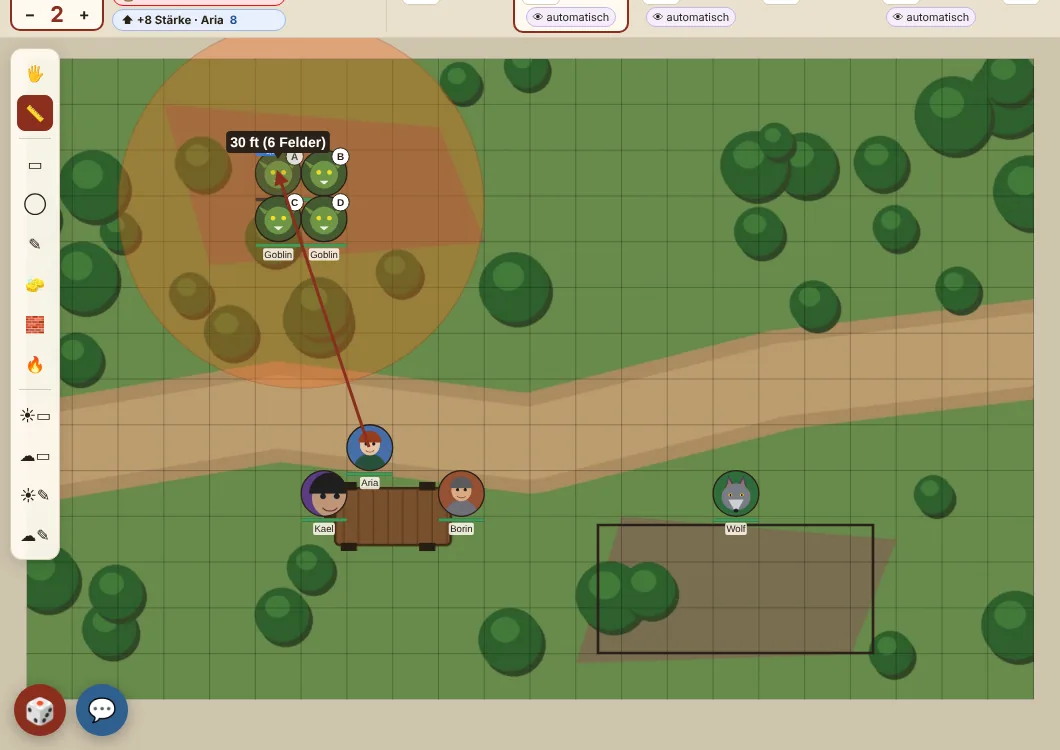 − 2 +
+8 Stärke · Aria 8
automatisch
automatisch
automatisch
30 ft (6 Felder)
A
B
C
D
Goblin
Goblin
Aria
Kael
Borin
Wolf